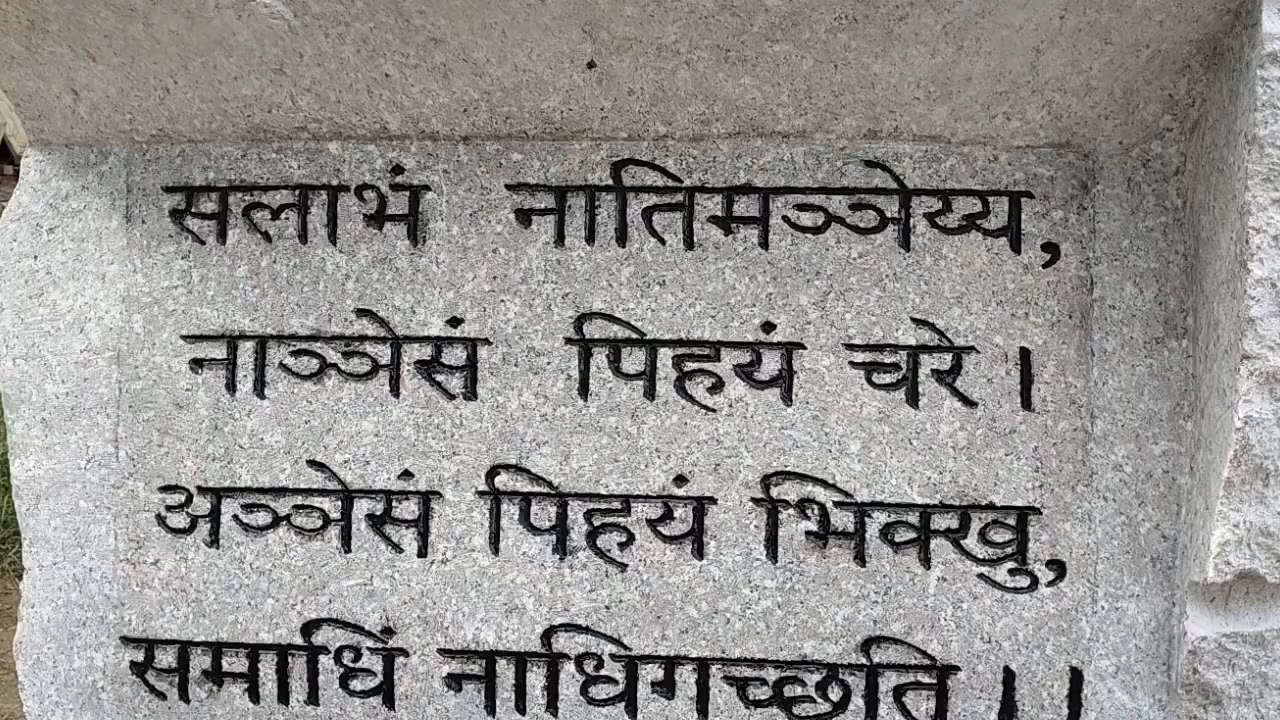 सलाभं नातिमञ्ञेय्य,
नाञ्ञेसं पिहयं चरे ।
अञ्ञेसं पिहयं भिक्खु,
समाधिं नाधिगच्छति । ।